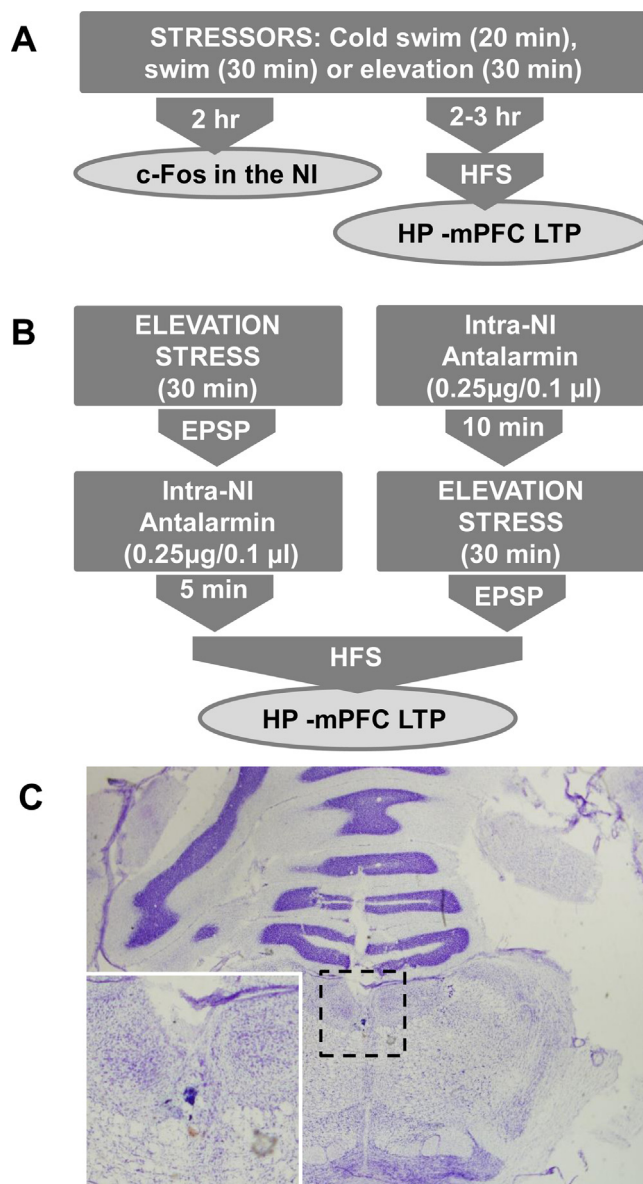 A
STRESSORS: Cold swim (20 min),
swim (30 min) or elevation (30 min)
2 hr
2-3 hr
c-Fos in the NI
HFS
HP -mPFC LTP
B
ELEVATION
STRESS
(30 min)
EPSP
Intra-NI
Antalarmin
(0.25µg/0.1 µl)
5 min
Intra-NI
Antalarmin
(0.25µg/0.1 µl)
10 min
ELEVATION
STRESS
(30 min)
EPSP
HFS
HP -mPFC LTP
C